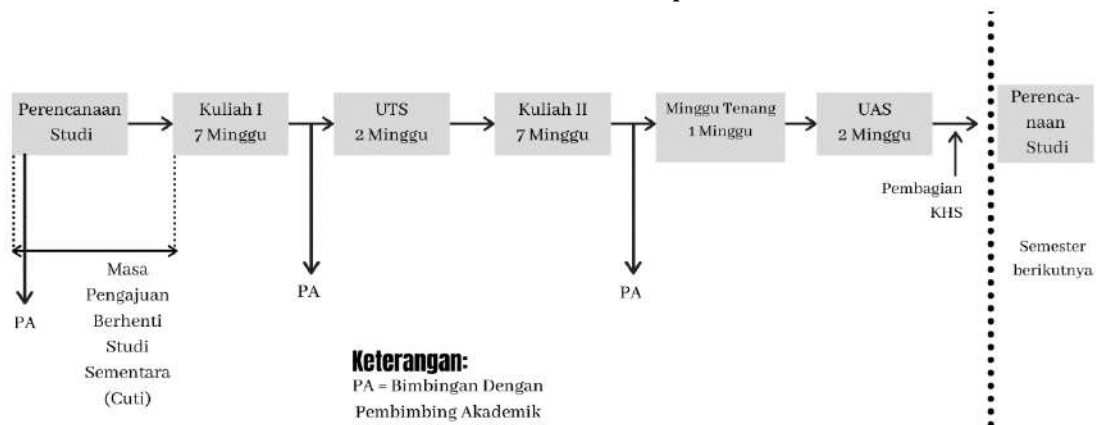 Perencanaan
Studi
Kuliah I
7 Minggu
UTS
2 Minggu
Kuliah II
7 Minggu
Minggu Tenang
1 Minggu
UAS
2 Minggu
Perenca-
naan
Studi
Pembagian
KHS
Semester
berikutnya
PA
Masa
Pengajuan
Berhenti
Studi
Sementara
(Cuti)
PA
PA
Keterangan:
PA = Bimbingan Dengan
Pembimbing Akademik